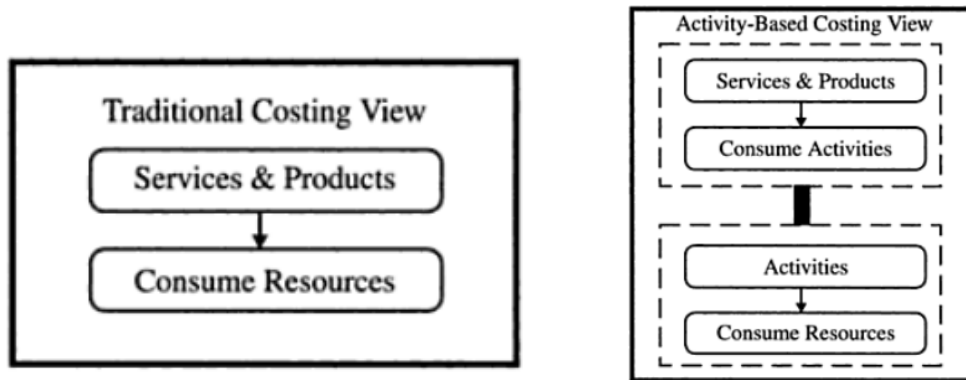 Traditional Costing View
Services & Products
Consume Resources
Activity-Based Costing View
Services & Products
Consume Activities
Activities
Consume Resources